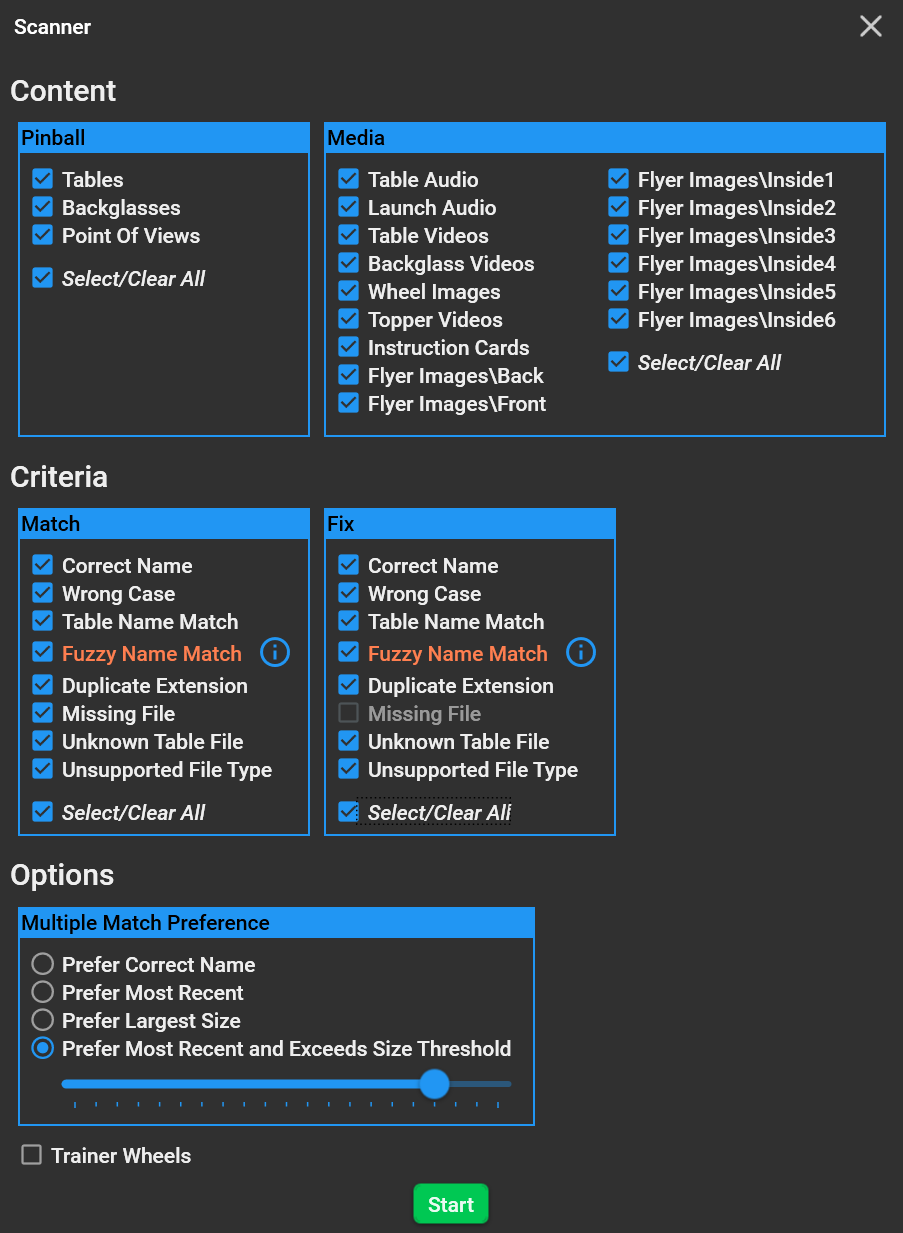 Scanner
Content
Pinball
Tables
Backglasses
Point Of Views
Select/Clear All
Media
Table Audio
Launch Audio
Table Videos
Backglass Videos
Wheel Images
Topper Videos
Instruction Cards
Flyer Images\Back
Flyer Images\Front
Flyer Images\Inside1
Flyer Images\Inside2
Flyer Images\Inside3
Flyer Images\Inside4
Flyer Images\Inside5
Flyer Images\Inside6
Select/Clear All
Criteria
Match
Correct Name
Wrong Case
Table Name Match
Fuzzy Name Match
Duplicate Extension
Missing File
Unknown Table File
Unsupported File Type
Select/Clear All
Fix
Correct Name
Wrong Case
Table Name Match
Fuzzy Name Match
Duplicate Extension
Missing File
Unknown Table File
Unsupported File Type
Select/Clear All
Options
Multiple Match Preference
Prefer Correct Name
Prefer Most Recent
Prefer Largest Size
Prefer Most Recent and Exceeds Size Threshold
Trainer Wheels
Start